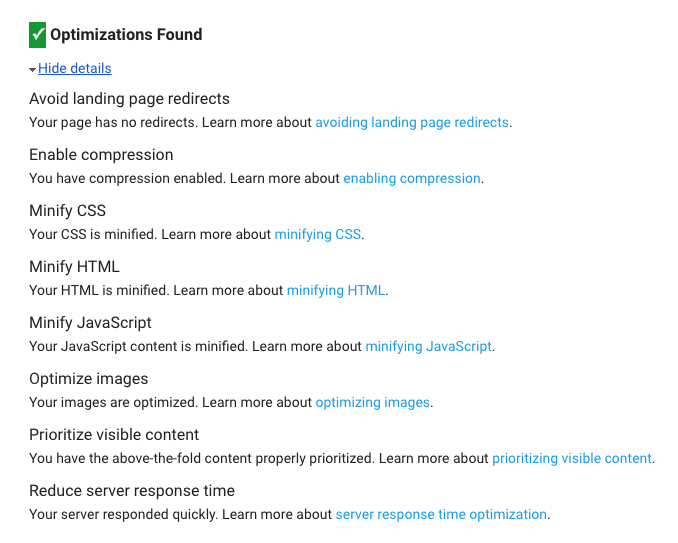 ✓ Optimizations Found
Hide details
Avoid landing page redirects
Your page has no redirects. Learn more about avoiding landing page redirects.
Enable compression
You have compression enabled. Learn more about enabling compression.
Minify CSS
Your CSS is minified. Learn more about minifying CSS.
Minify HTML
Your HTML is minified. Learn more about minifying HTML.
Minify JavaScript
Your JavaScript content is minified. Learn more about minifying JavaScript.
Optimize images
Your images are optimized. Learn more about optimizing images.
Prioritize visible content
You have the above-the-fold content properly prioritized. Learn more about prioritizing visible content.
Reduce server response time
Your server responded quickly. Learn more about server response time optimization.